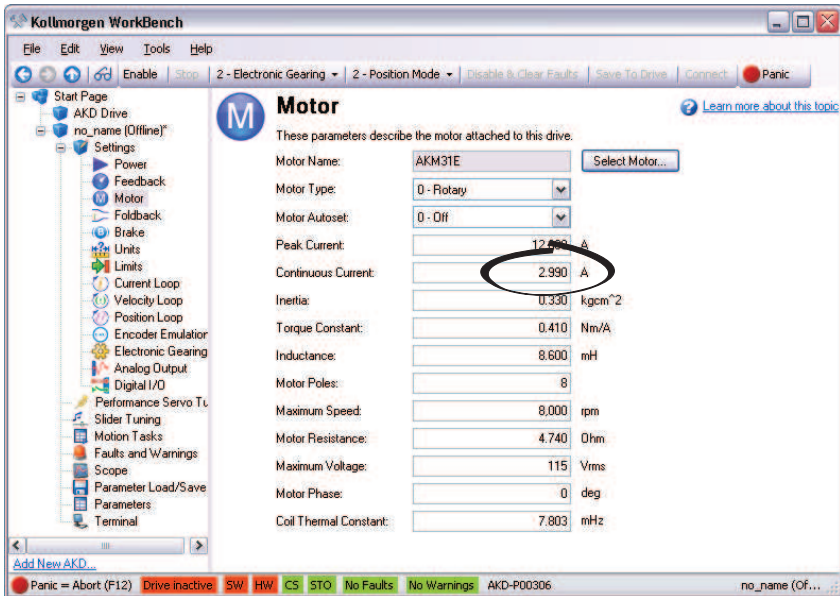 Kollmorgen WorkBench
File Edit View Tools Help
Enable Stop 2 - Electronic Gearing 2 - Position Mode Disable & Clear Faults Save To Drive Connect Panic
Start Page
AKD Drive
no_name (Offline)*
Settings
Power
Feedback
Motor
Foldback
Brake
Units
Limits
Current Loop
Velocity Loop
Position Loop
Encoder Emulation
Electronic Gearing
Analog Output
Digital I/O
Performance Servo Tu
Slider Tuning
Motion Tasks
Faults and Warnings
Scope
Parameter Load/Save
Parameters
Terminal
Add New AKD...
M
Motor
Learn more about this topic
These parameters describe the motor attached to this drive.
Motor Name: AKM31E Select Motor...
Motor Type: 0 - Rotary
Motor Autoset: 0 - Off
Peak Current: A
Continuous Current: 2.990 A
Inertia: 0.330 kgcm^2
Torque Constant: 0.410 Nm/A
Inductance: 8.600 mH
Motor Poles: 8
Maximum Speed: 8,000 rpm
Motor Resistance: 4.740 Ohm
Maximum Voltage: 115 Vrms
Motor Phase: 0 deg
Coil Thermal Constant: 7.803 mHz
Panic = Abort (F12) Drive inactive SW HW CS STO No Faults No Warnings AKD-P00306 no_name (Of...